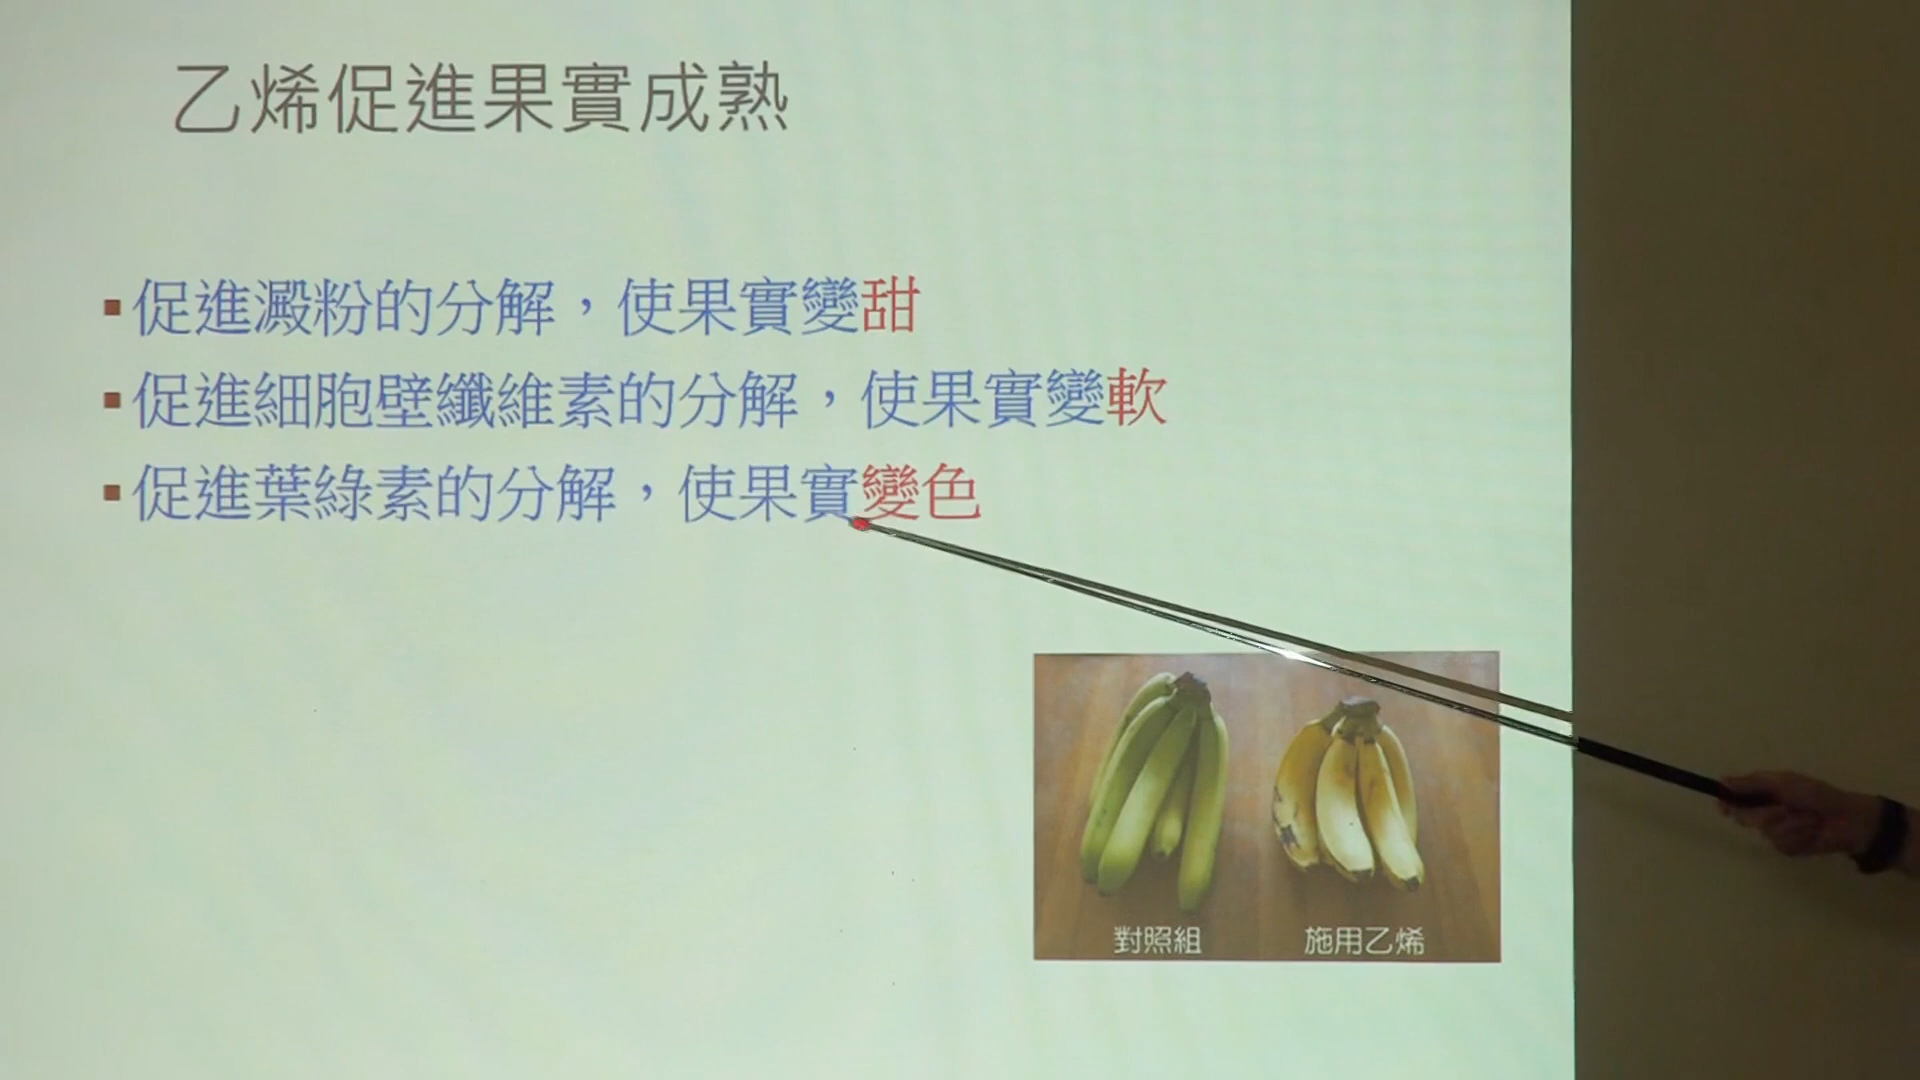 乙烯促進果實成熟
▪促進澱粉的分解，使果實變甜
▪促進細胞壁纖維素的分解，使果實變軟
▪促進葉綠素的分解，使果實變色
對照組
施用乙烯